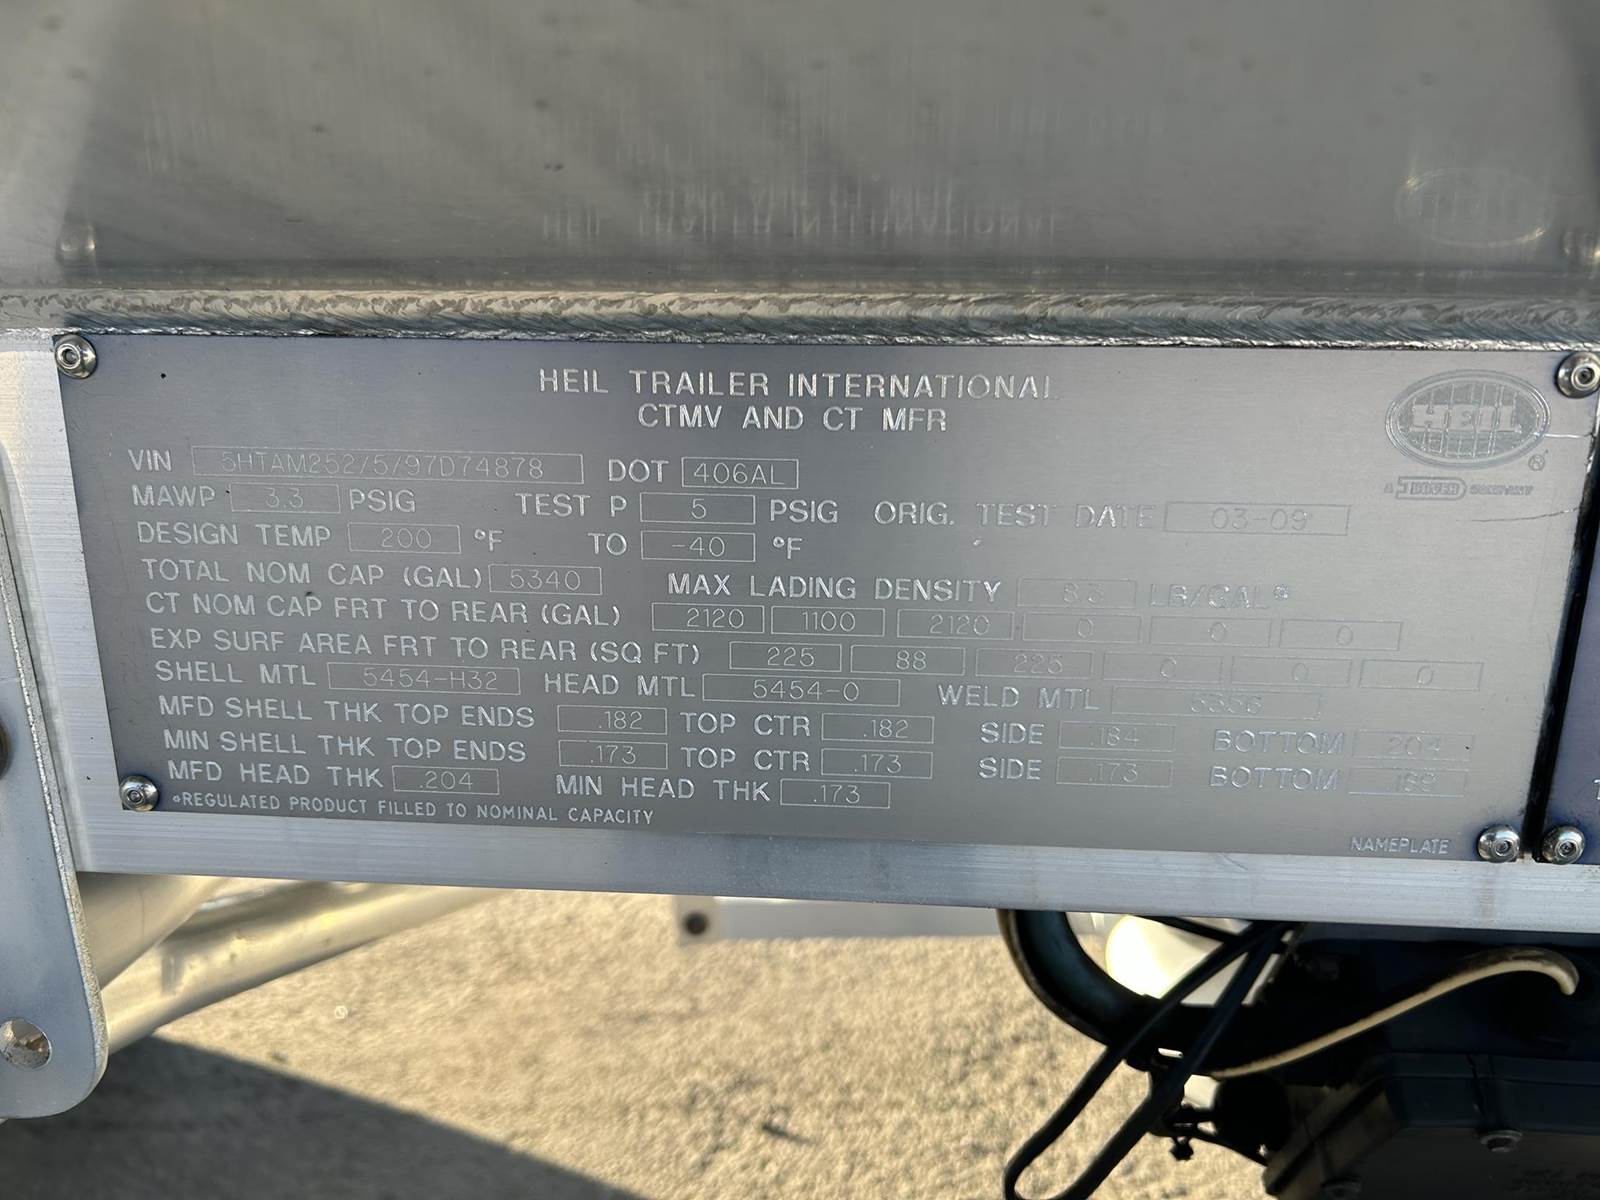 HEIL TRAILER INTERNATIONAL
CTMV AND CT MFR
HEIL ®
A DOVER COMPANY
VIN 5HTAM252/5/97D74878 DOT 406AL
MAWP 3.3 PSIG TEST P 5 PSIG ORIG. TEST DATE 03-09
DESIGN TEMP 200 °F TO -40 °F
TOTAL NOM CAP (GAL) 5340 MAX LADING DENSITY LB/GAL*
CT NOM CAP FRT TO REAR (GAL) 2120 1100 2120 0 0 0
EXP SURF AREA FRT TO REAR (SQ FT) 225 88 225 0 0 0
SHELL MTL 5454-H32 HEAD MTL 5454-0 WELD MTL 5356
MFD SHELL THK TOP ENDS .182 TOP CTR .182 SIDE .184 BOTTOM .204
MIN SHELL THK TOP ENDS .173 TOP CTR .173 SIDE .173 BOTTOM
MFD HEAD THK .204 MIN HEAD THK .173
*REGULATED PRODUCT FILLED TO NOMINAL CAPACITY
NAMEPLATE